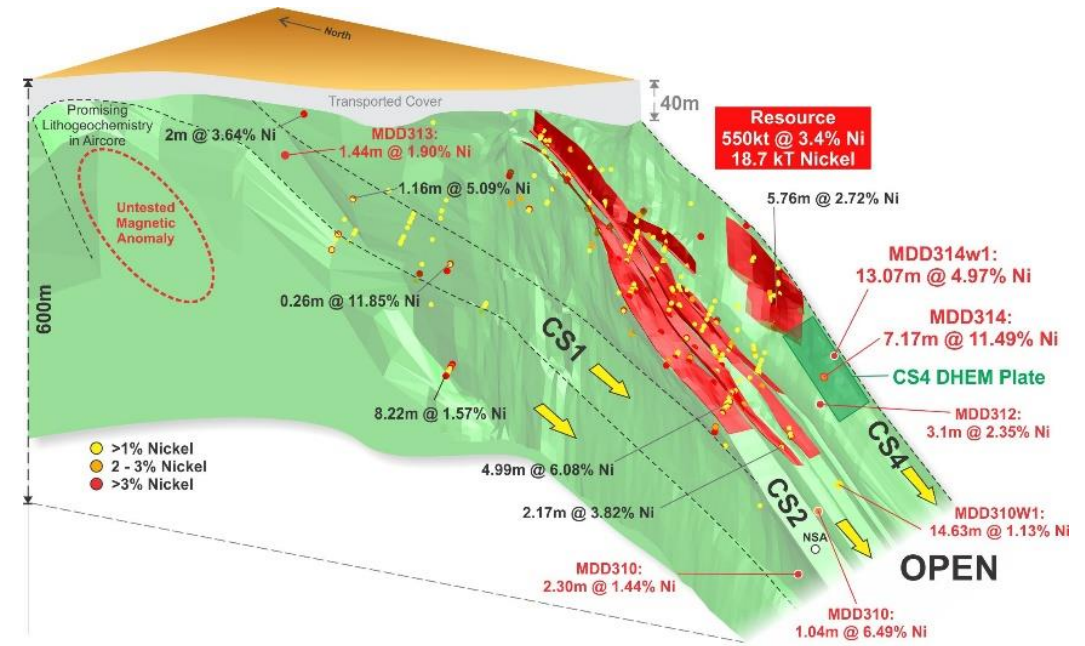 North
Transported Cover
40m
Promising
Lithogeochemistry
in Aircore
2m @ 3.64% Ni
MDD313:
1.44m @ 1.90% Ni
Resource
550kt @ 3.4% Ni
18.7 kT Nickel
1.16m @ 5.09% Ni
5.76m @ 2.72% Ni
Untested
Magnetic
Anomaly
MDD314w1:
13.07m @ 4.97% Ni
600m
0.26m @ 11.85% Ni
MDD314:
7.17m @ 11.49% Ni
CS1
CS4 DHEM Plate
8.22m @ 1.57% Ni
MDD312:
3.1m @ 2.35% Ni
>1% Nickel
2 - 3% Nickel
>3% Nickel
CS4
4.99m @ 6.08% Ni
CS2
2.17m @ 3.82% Ni
MDD310W1:
14.63m @ 1.13% Ni
NSA
OPEN
MDD310:
2.30m @ 1.44% Ni
MDD310:
1.04m @ 6.49% Ni